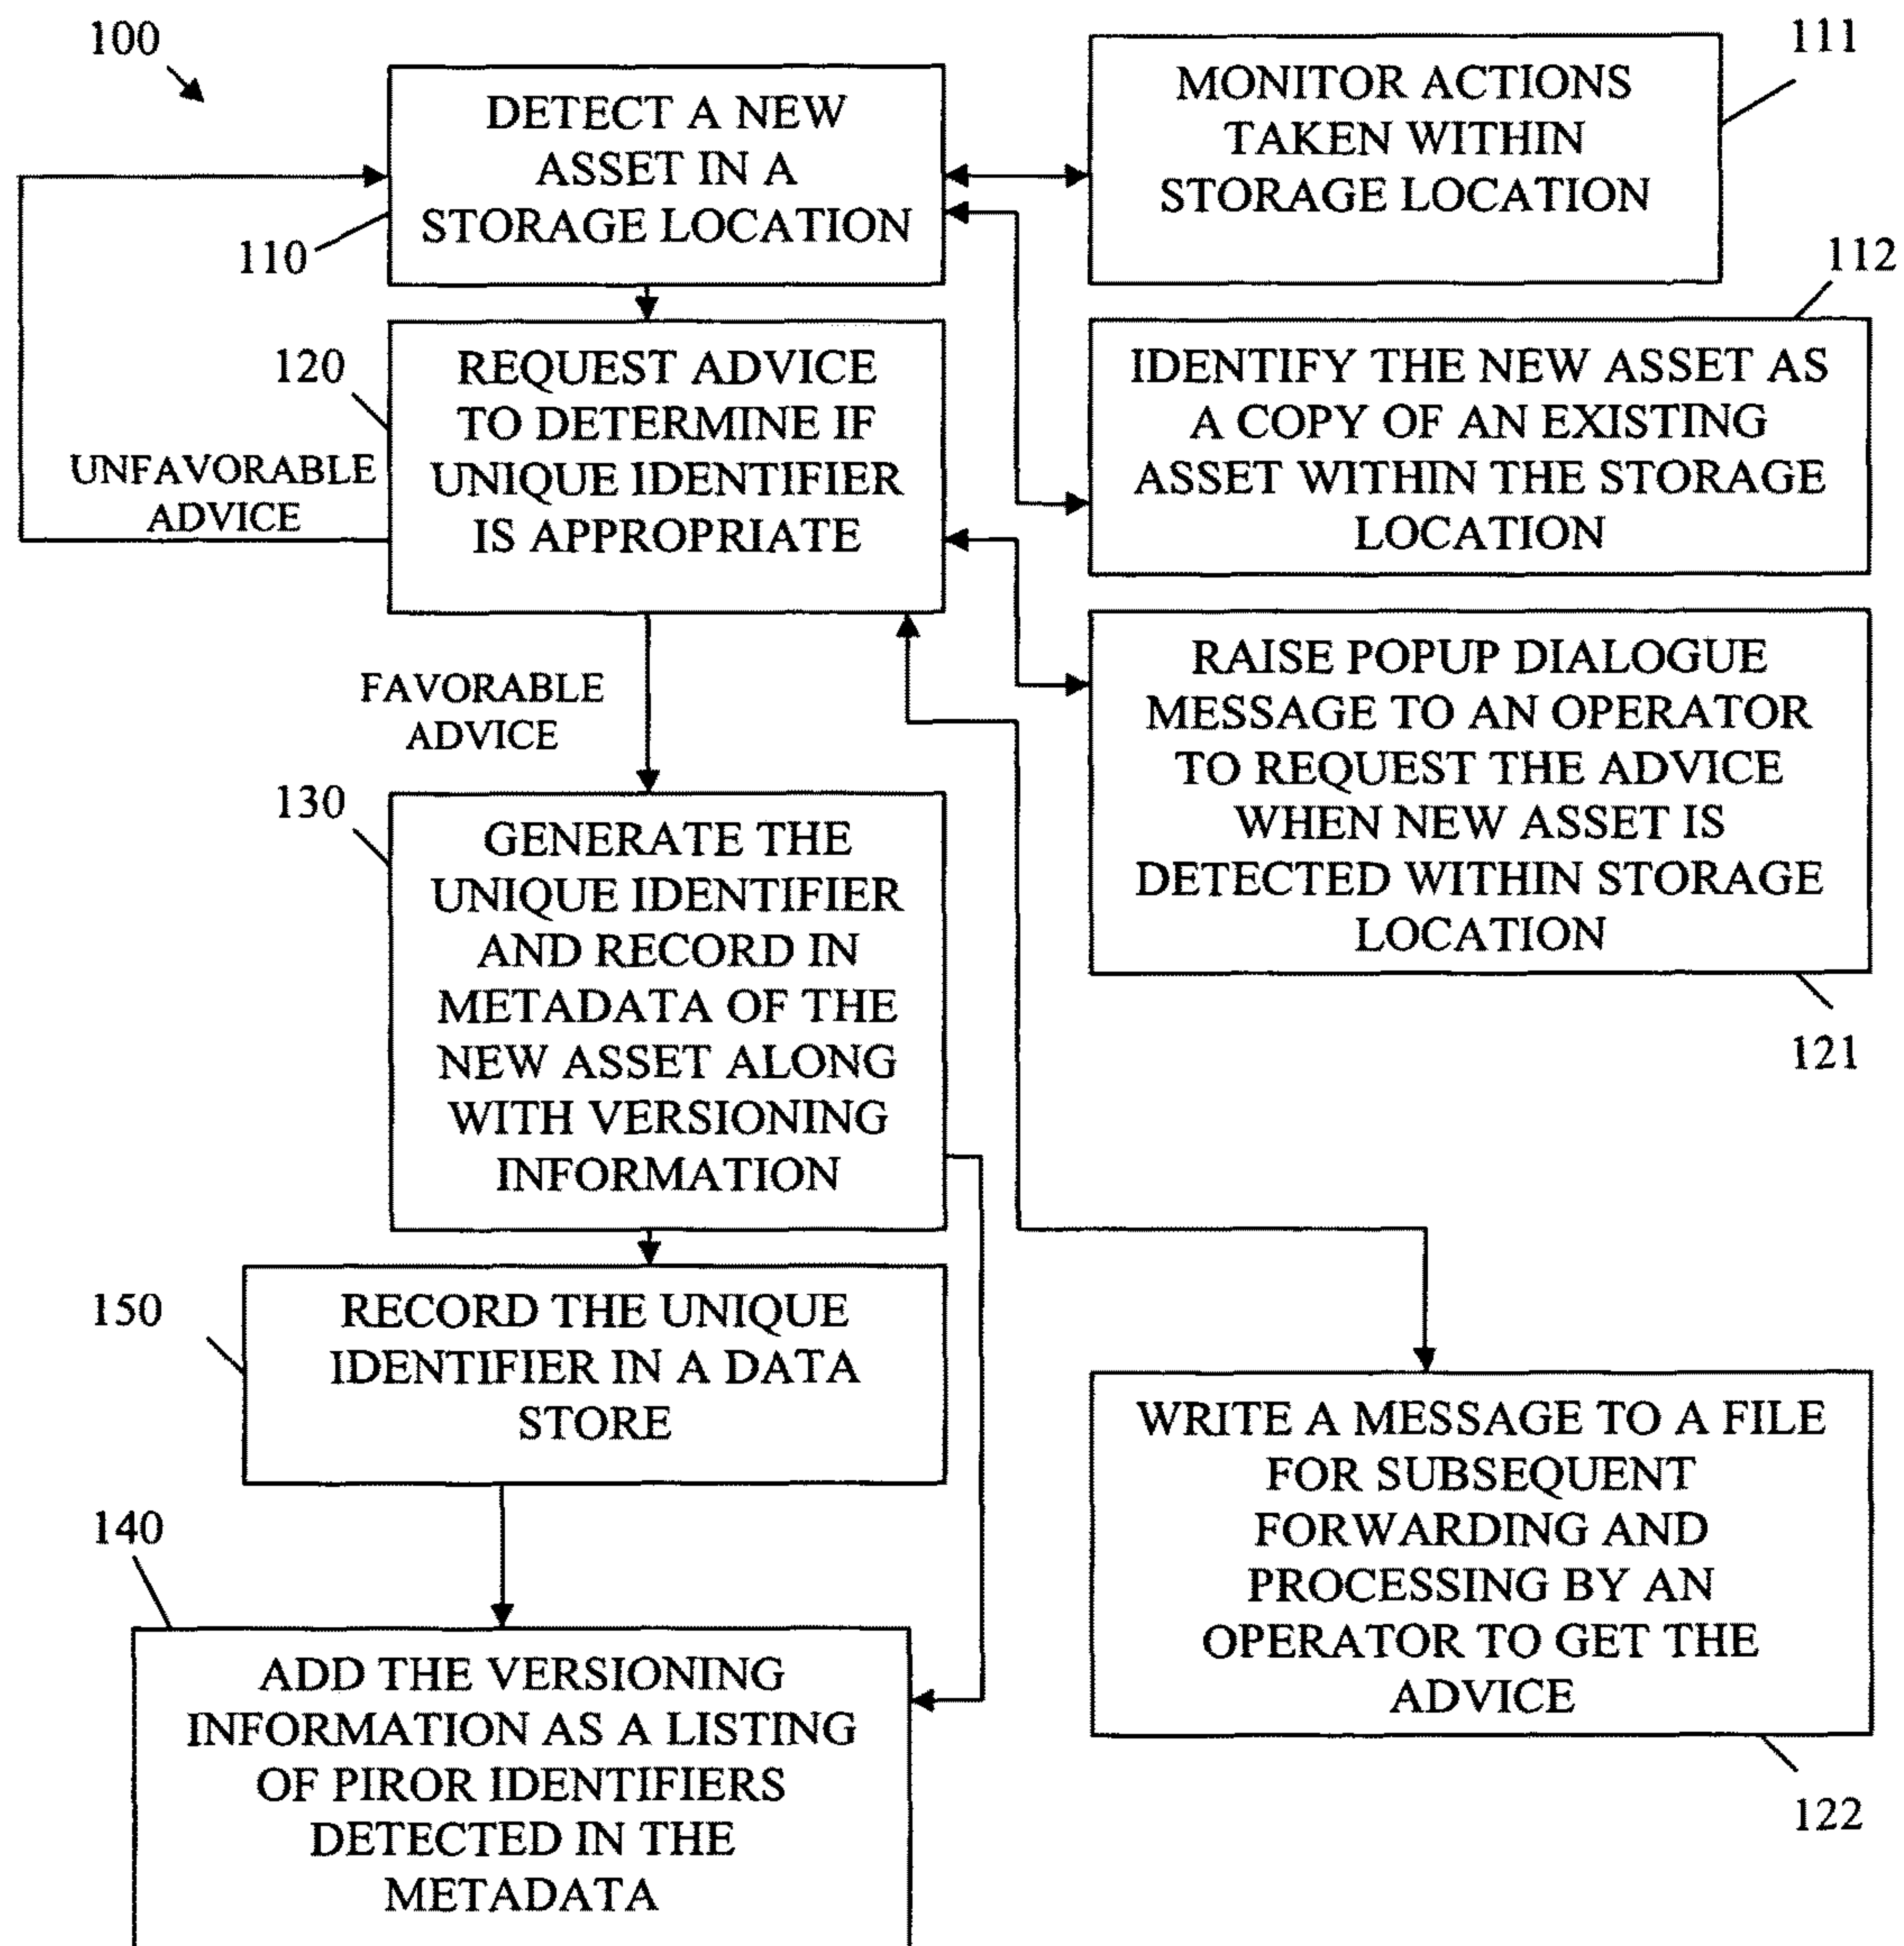 100
DETECT A NEW
ASSET IN A
STORAGE LOCATION
110
MONITOR ACTIONS
TAKEN WITHIN
STORAGE LOCATION
111
112
IDENTIFY THE NEW ASSET AS
A COPY OF AN EXISTING
ASSET WITHIN THE STORAGE
LOCATION
120
REQUEST ADVICE
TO DETERMINE IF
UNIQUE IDENTIFIER
IS APPROPRIATE
UNFAVORABLE
ADVICE
RAISE POPUP DIALOGUE
MESSAGE TO AN OPERATOR
TO REQUEST THE ADVICE
WHEN NEW ASSET IS
DETECTED WITHIN STORAGE
LOCATION
121
FAVORABLE
ADVICE
130
GENERATE THE
UNIQUE IDENTIFIER
AND RECORD IN
METADATA OF THE
NEW ASSET ALONG
WITH VERSIONING
INFORMATION
150
RECORD THE UNIQUE
IDENTIFIER IN A DATA
STORE
WRITE A MESSAGE TO A FILE
FOR SUBSEQUENT
FORWARDING AND
PROCESSING BY AN
OPERATOR TO GET THE
ADVICE
122
140
ADD THE VERSIONING
INFORMATION AS A LISTING
OF PIROR IDENTIFIERS
DETECTED IN THE
METADATA